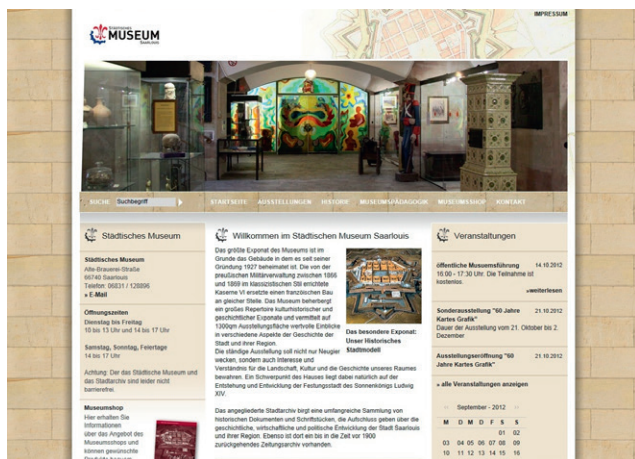 IMPRESSUM
STÄDTISCHES
MUSEUM
SAARLOUIS
SUCHE Suchbegriff STARTSEITE AUSSTELLUNGEN HISTORIE MUSEUMSPÄDAGOGIK MUSEUMSSHOP KONTAKT
Städtisches Museum
Städtisches Museum
Alte-Brauerei-Straße
66740 Saarlouis
Telefon: 06831 / 128896
» E-Mail
Öffnungszeiten
Dienstag bis Freitag
10 bis 13 Uhr und 14 bis 17 Uhr
Samstag, Sonntag, Feiertage
14 bis 17 Uhr
Achtung: Der das Städtische Museum und
das Stadtarchiv sind leider nicht
barrierefrei.
Museumshop
Hier erhalten Sie
Informationen
über das Angebot des
Museumsshops und
können gewünschte
Willkommen im Städtischen Museum Saarlouis
Das größte Exponat des Museums ist im
Grunde das Gebäude in dem es seit seiner
Gründung 1927 beheimatet ist. Die von der
preußischen Militärverwaltung zwischen 1866
und 1869 im klassizistischen Stil errichtete
Kaserne VI ersetzte einen französischen Bau
an gleicher Stelle. Das Museum beherbergt
ein großes Repertoire kulturhistorischer und
geschichtlicher Exponate und vermittelt auf
1300qm Ausstellungsfläche wertvolle Einblicke
in verschiedene Aspekte der Geschichte der
Stadt und ihrer Region.
Die ständige Ausstellung soll nicht nur Neugier
wecken, sondern auch Interesse und
Verständnis für die Landschaft, Kultur und die Geschichte unseres Raumes
bewahren. Ein Schwerpunkt des Hauses liegt dabei natürlich auf der
Entstehung und Entwicklung der Festungsstadt des Sonnenkönigs Ludwig
XIV.
Das besondere Exponat:
Unser Historisches
Stadtmodell
Das angegliederte Stadtarchiv birgt eine umfangreiche Sammlung von
historischen Dokumenten und Schriftstücken, die Aufschluss geben über die
geschichtliche, wirtschaftliche und politische Entwicklung der Stadt Saarlouis
und ihrer Region. Ebenso ist dort ein bis in die Zeit vor 1900
zurückgehendes Zeitungsarchiv vorhanden.
Veranstaltungen
öffentliche Musuemsführung 14.10.2012
16:00 - 17:30 Uhr. Die Teilnahme ist
kostenlos.
»weiterlesen
Sonderausstellung "60 Jahre 21.10.2012
Kartes Grafik"
Dauer der Ausstellung vom 21. Oktober bis 2.
Dezember
Ausstellungseröffnung "60 21.10.2012
Jahre Kartes Grafik"
» alle Veranstaltungen anzeigen
September - 2012
M D M D F S S
01 02
03 04 05 06 07 08 09
10 11 12 13 14 15 16